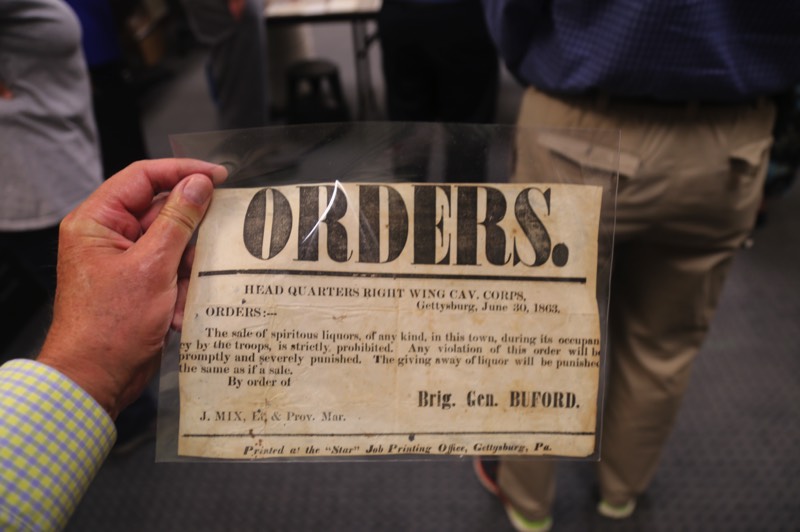 ORDERS.
HEAD QUARTERS RIGHT WING CAV. CORPS,
Gettysburg, June 30, 1863.
ORDERS:--
The sale of spiritous liquors, of any kind, in this town, during its occupan
cy by the troops, is strictly prohibited. Any violation of this order will be
promptly and severely punished. The giving away of liquor will be punished
the same as if a sale.
By order of
Brig. Gen. BUFORD.
J. MIX, & Prov. Mar.
Printed at the "Star" Job Printing Office, Gettysburg, Pa.